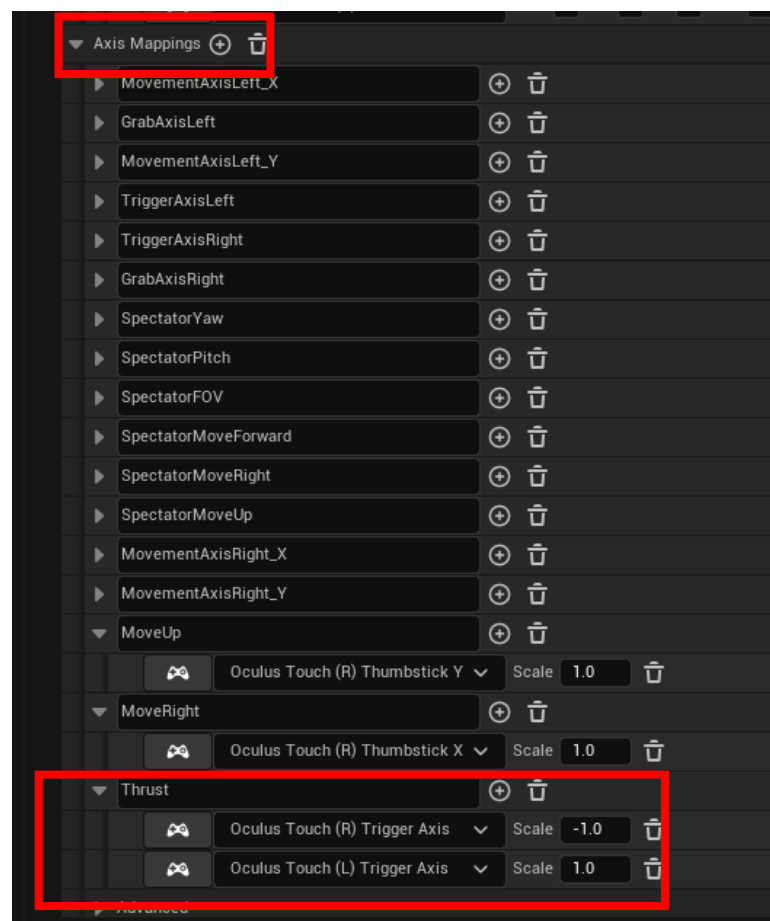 Axis Mappings
MovementAxisLeft_X
GrabAxisLeft
MovementAxisLeft_Y
TriggerAxisLeft
TriggerAxisRight
GrabAxisRight
SpectatorYaw
SpectatorPitch
SpectatorFOV
SpectatorMoveForward
SpectatorMoveRight
SpectatorMoveUp
MovementAxisRight_X
MovementAxisRight_Y
MoveUp
Oculus Touch (R) Thumbstick Y Scale 1.0
MoveRight
Oculus Touch (R) Thumbstick X Scale 1.0
Thrust
Oculus Touch (R) Trigger Axis Scale -1.0
Oculus Touch (L) Trigger Axis Scale 1.0
Advanced